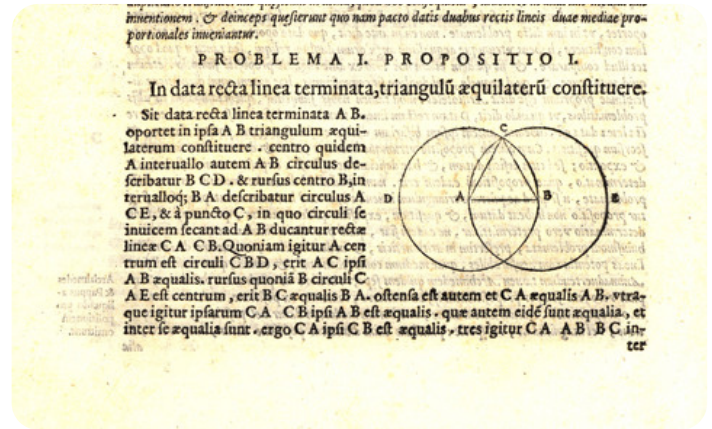 inuentionem. & deinceps quesierunt quo nam pacto datis duabus rectis lineis duae mediae pro-
portionales inueniantur.
PROBLEMA I. PROPOSITIO I.
In data recta linea terminata, triangulū æquilaterū constituere.
Sit data recta linea terminata A B.
oportet in ipsa A B triangulum æqui-
laterum constituere. centro quidem
A interuallo autem A B circulus de-
scribatur B C D. & rursus centro B, in
teruallo q; B A describatur circulus A
C E, & à puncto C, in quo circuli se
inuicem secant ad A B ducantur rectæ
lineæ C A C B. Quoniam igitur A cen
trum est circuli C B D, erit A C ipsi
A B æqualis. rursus quoniā B circuli C
A E est centrum, erit B C æqualis B A. ostensa est autem et C A æqualis A B. vtra-
que igitur ipsarum C A C B ipsi A B est æqualis. quæ autem eidē sunt æqualia, et
inter se æqualia sunt. ergo C A ipsi C B est æqualis. tres igitur C A A B B C in-
ter
C
D A B E